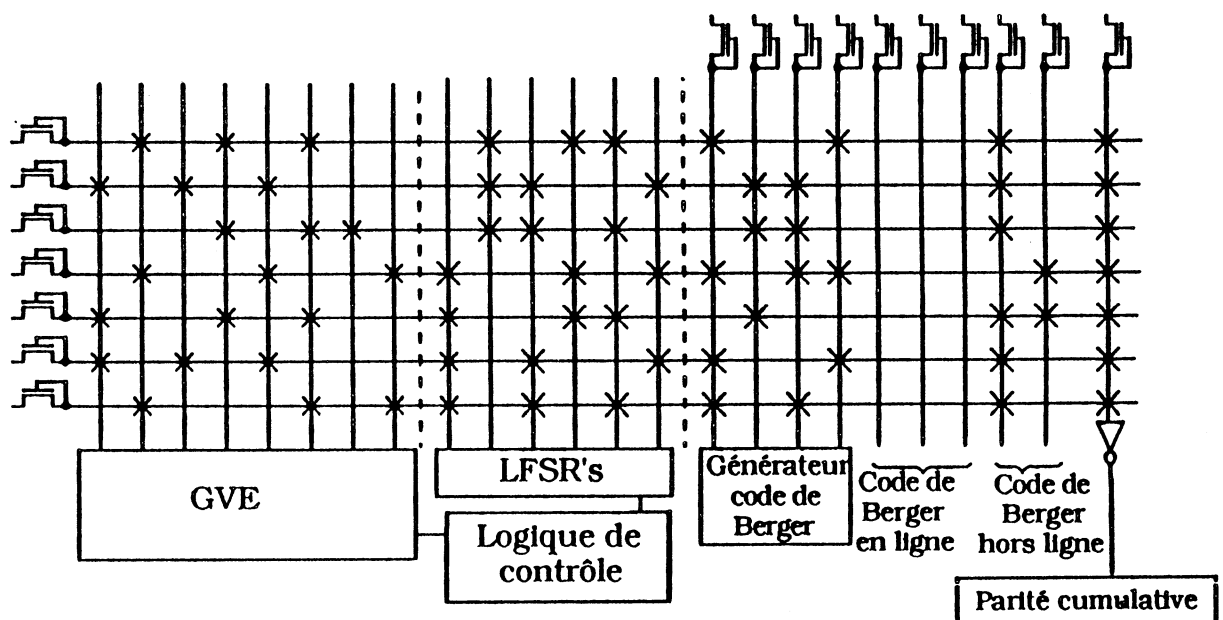 GVE
LFSR's
Logique de
contrôle
Générateur
code de
Berger
Code de
Berger
en ligne
Code de
Berger
hors ligne
Parité cumulative